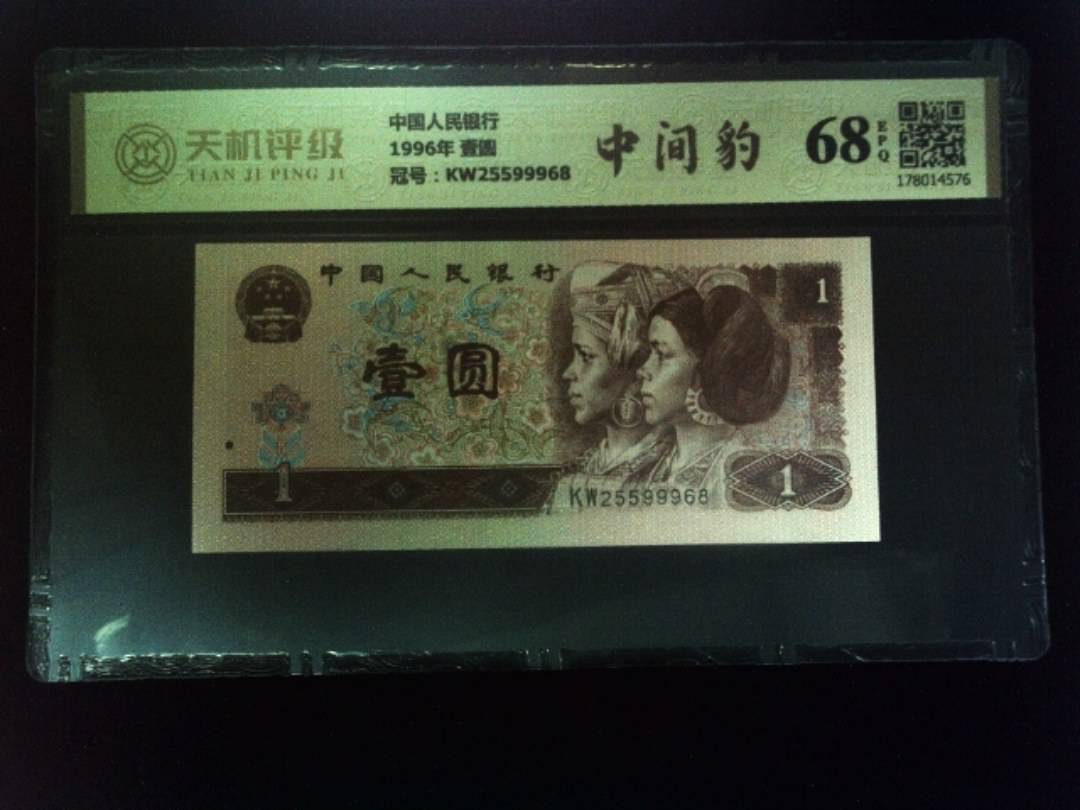 天机评级
TIAN JI PING JI
中国人民银行
1996年 壹圆
冠号：KW25599968
中间豹
68
EPQ
178014576
中国人民银行
1
壹圆
1
KW25599968
1